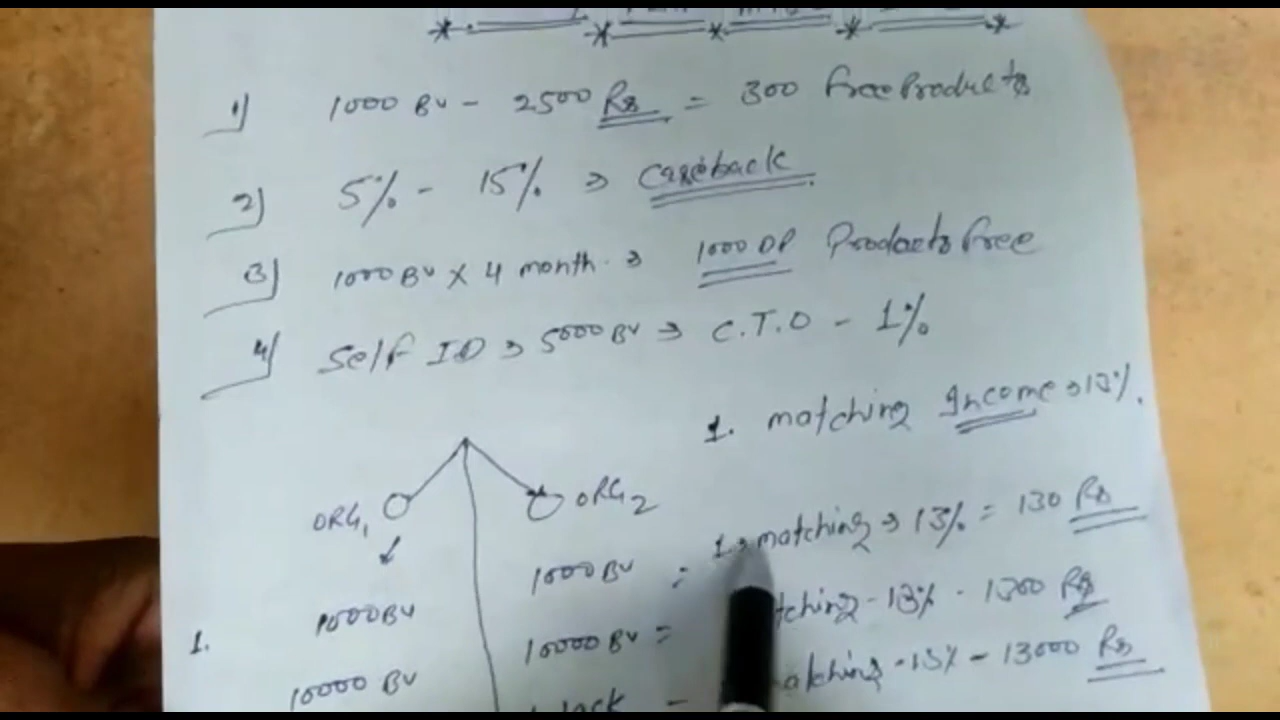 1) 1000 BV - 2500 Rs = 300 free Products
2) 5% - 15% → Caseback
3) 1000 BV × 4 month → 1000 DP Products free
4) Self ID → 5000 BV → C.T.O - 1%
1. matching Income → 13%.
ORG1 ORG2
1. 1000 BV 1000 BV = 1 → matching → 13% = 130 Rs
10000 BV 10000 BV = tching - 13% - 1300 Rs
lack - atching - 13% - 13000 Rs